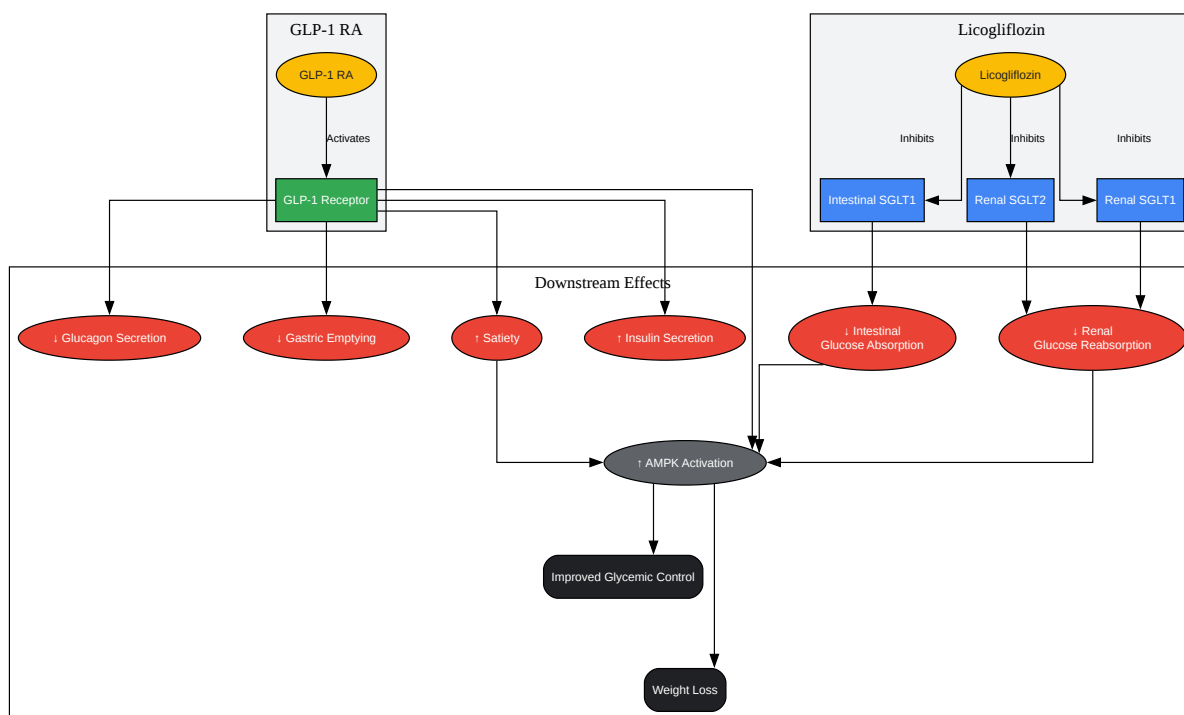 GLP-1 RA
Licogliflozin
GLP-1 RA
Licogliflozin
Activates
Inhibits
Inhibits
Inhibits
GLP-1 Receptor
Intestinal SGLT1
Renal SGLT2
Renal SGLT1
Downstream Effects
↓ Glucagon Secretion
↓ Gastric Emptying
↑ Satiety
↑ Insulin Secretion
↓ Intestinal
Glucose Absorption
↓ Renal
Glucose Reabsorption
↑ AMPK Activation
Improved Glycemic Control
Weight Loss